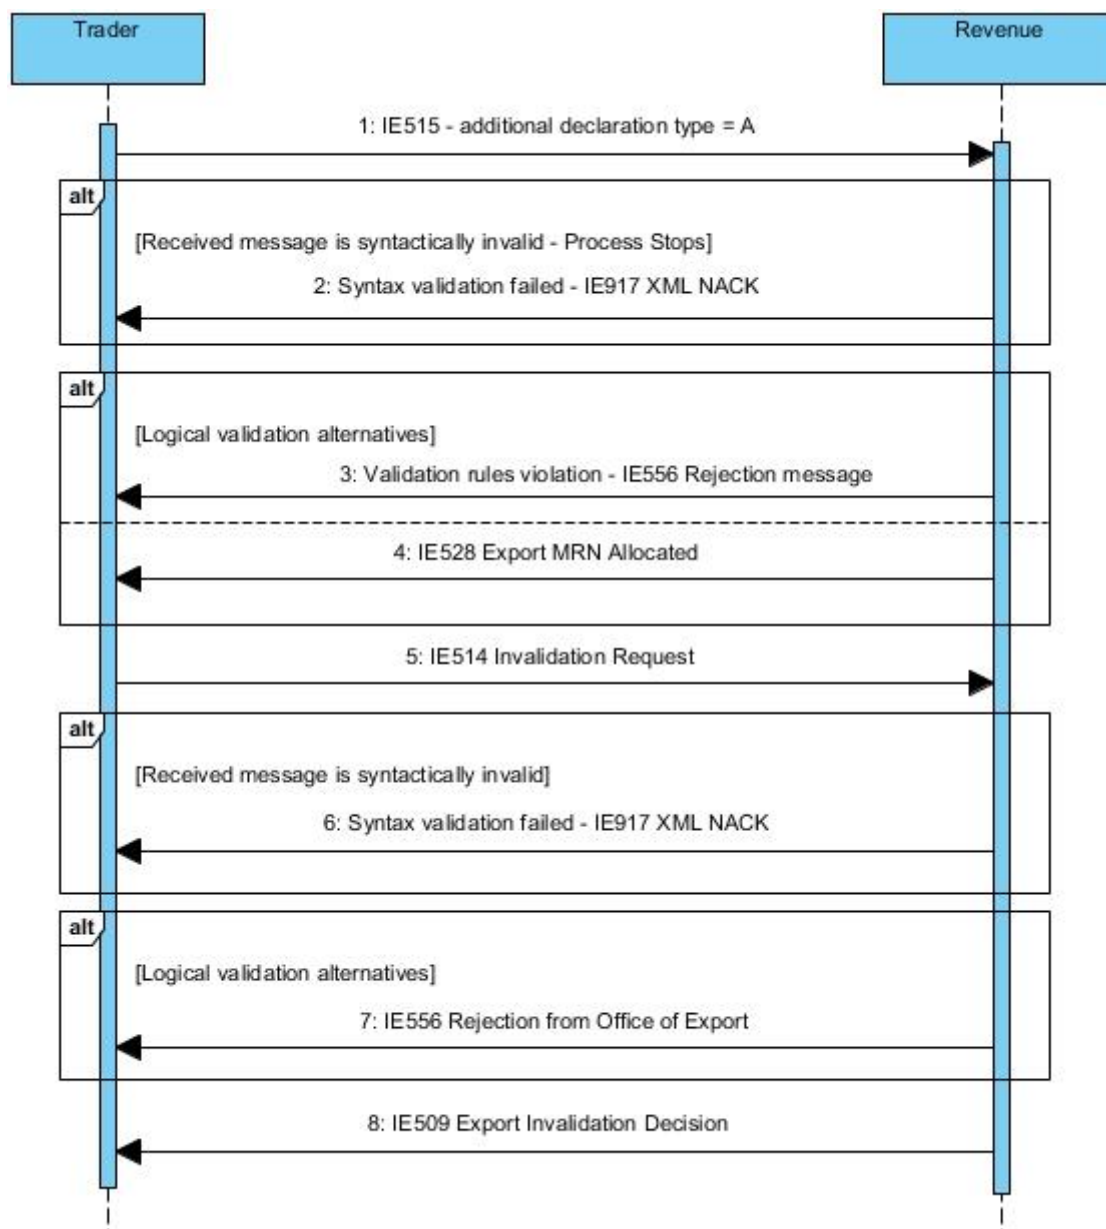 Trader
Revenue
1: IE515 - additional declaration type = A
alt
[Received message is syntactically invalid - Process Stops]
2: Syntax validation failed - IE917 XML NACK
alt
[Logical validation alternatives]
3: Validation rules violation - IE556 Rejection message
4: IE528 Export MRN Allocated
5: IE514 Invalidation Request
alt
[Received message is syntactically invalid]
6: Syntax validation failed - IE917 XML NACK
alt
[Logical validation alternatives]
7: IE556 Rejection from Office of Export
8: IE509 Export Invalidation Decision